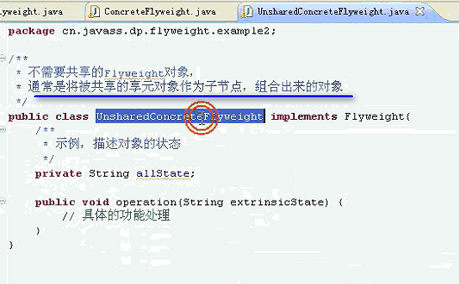 lyweight.java ConcreteFlyweight.java UnsharedConcreteFlyweight.java
package cn.javass.dp.flyweight.example2;
/**
* 不需要共享的Flyweight对象，
* 通常是将被共享的享元对象作为子节点，组合出来的对象
*/
public class UnsharedConcreteFlyweight implements Flyweight{
/**
* 示例，描述对象的状态
*/
private String allState;
public void operation(String extrinsicState) {
// 具体的功能处理
}
}